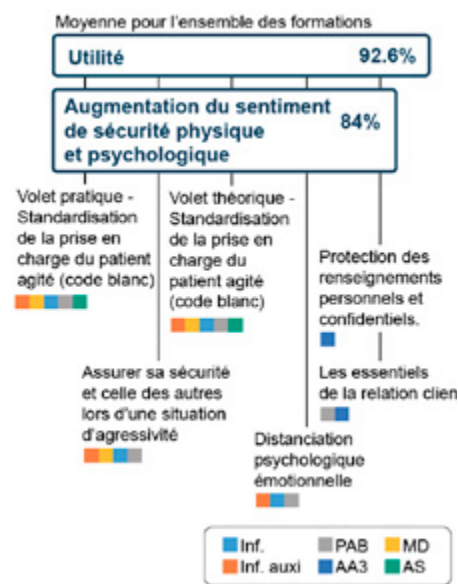 Moyenne pour l'ensemble des formations
Utilité 92.6%
Augmentation du sentiment
de sécurité physique
et psychologique
84%
Volet pratique -
Standardisation
de la prise en
charge du patient
agité (code blanc)
Volet théorique -
Standardisation
de la prise en
charge du
patient agité
(code blanc)
Protection des
renseignements
personnels et
confidentiels.
Assurer sa sécurité
et celle des autres
lors d'une situation
d'agressivité
Les essentiels
de la relation clien
Distanciation
psychologique
émotionnelle
Inf. PAB MD
Inf. auxi AA3 AS